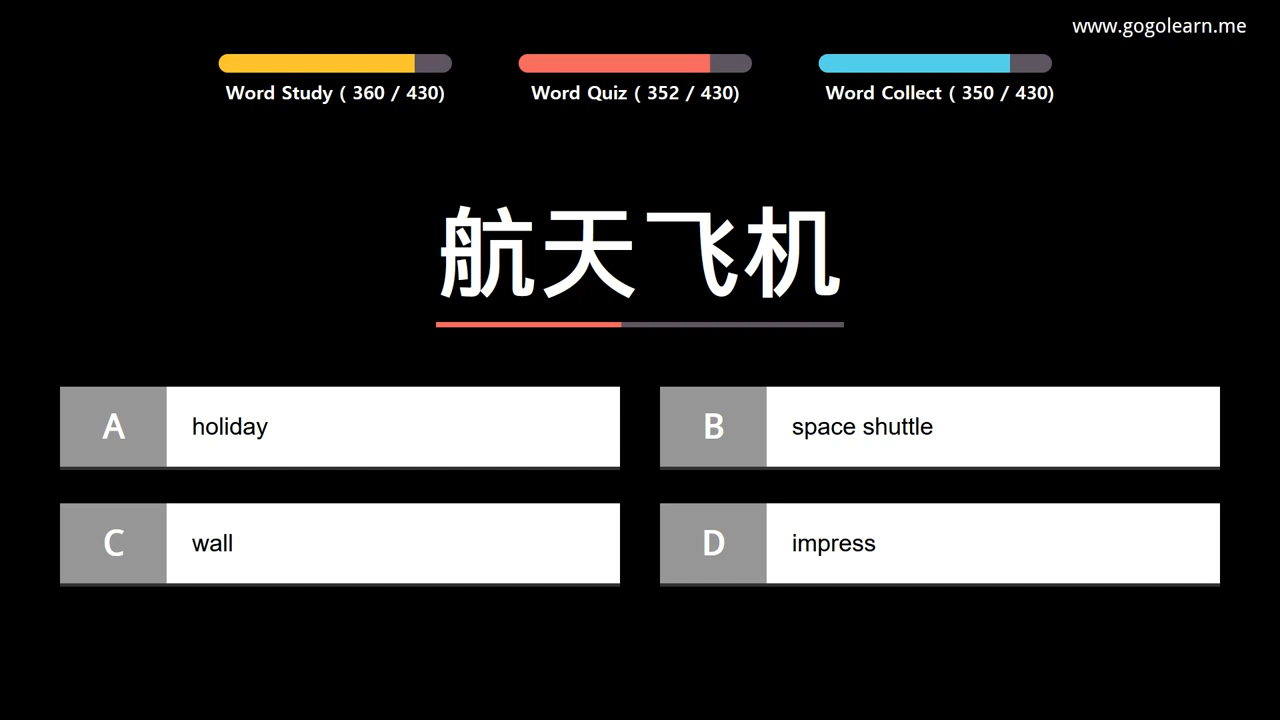 www.gogolearn.me
Word Study ( 360 / 430)
Word Quiz ( 352 / 430)
Word Collect ( 350 / 430)
航天飞机
A holiday
B space shuttle
C wall
D impress